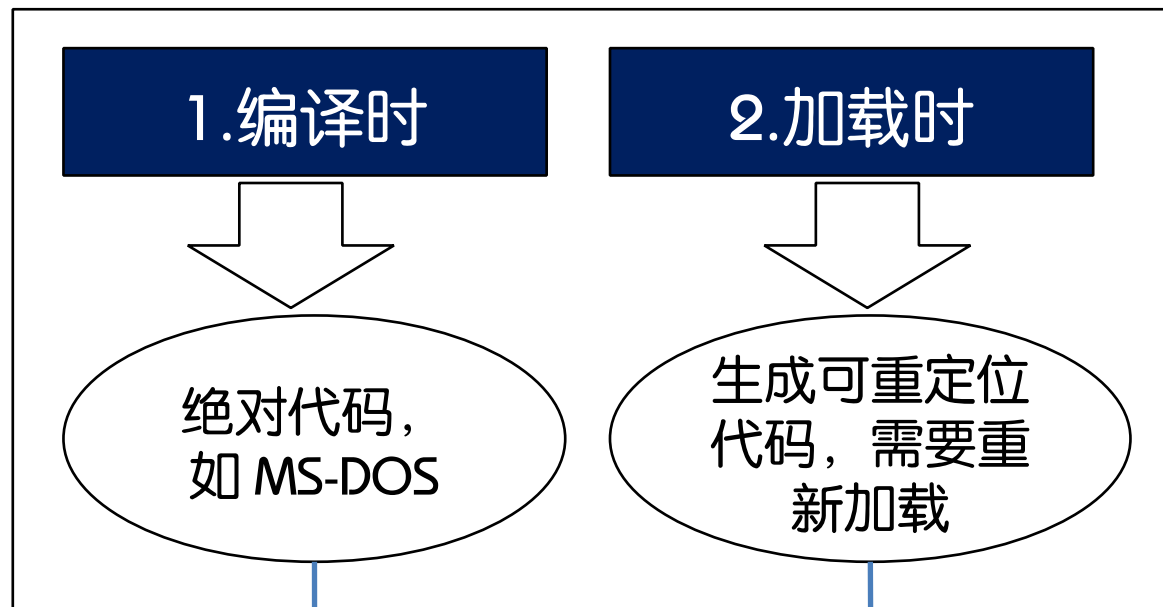 1.编译时
2.加载时
绝对代码，
如 MS-DOS
生成可重定位
代码，需要重
新加载